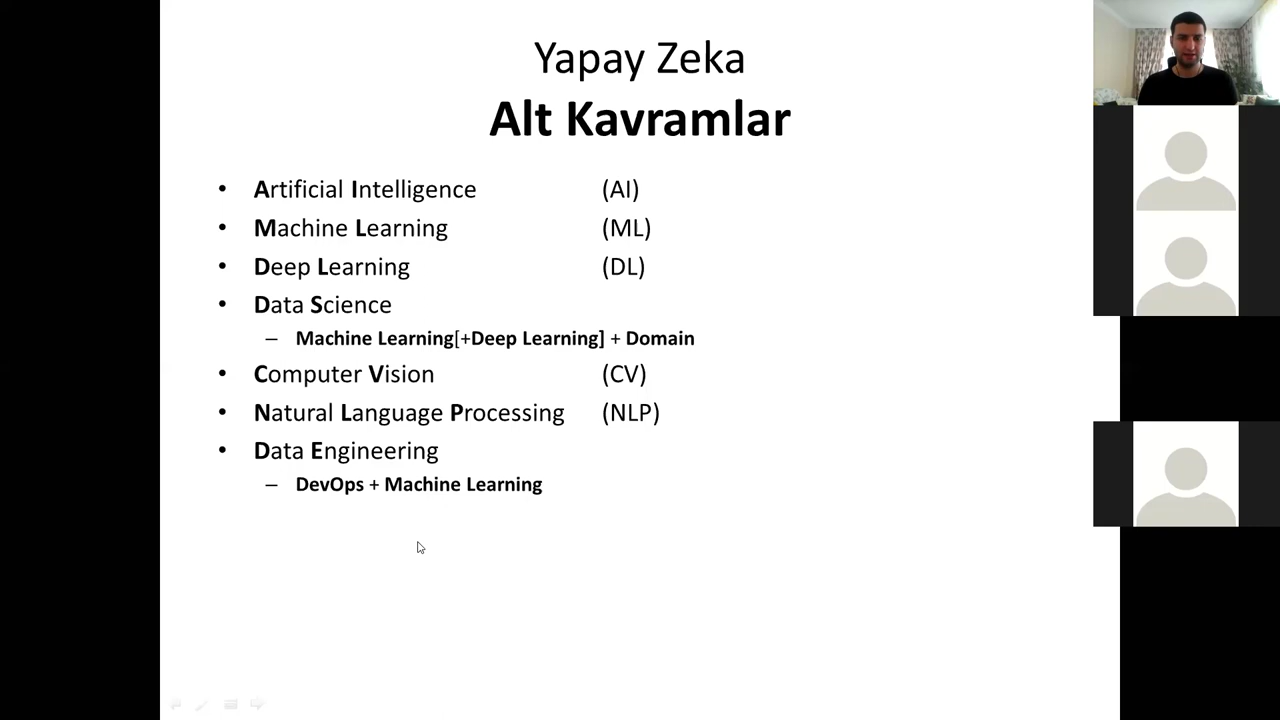 Yapay Zeka
Alt Kavramlar
• Artificial Intelligence (AI)
• Machine Learning (ML)
• Deep Learning (DL)
• Data Science
– Machine Learning[+Deep Learning] + Domain
• Computer Vision (CV)
• Natural Language Processing (NLP)
• Data Engineering
– DevOps + Machine Learning